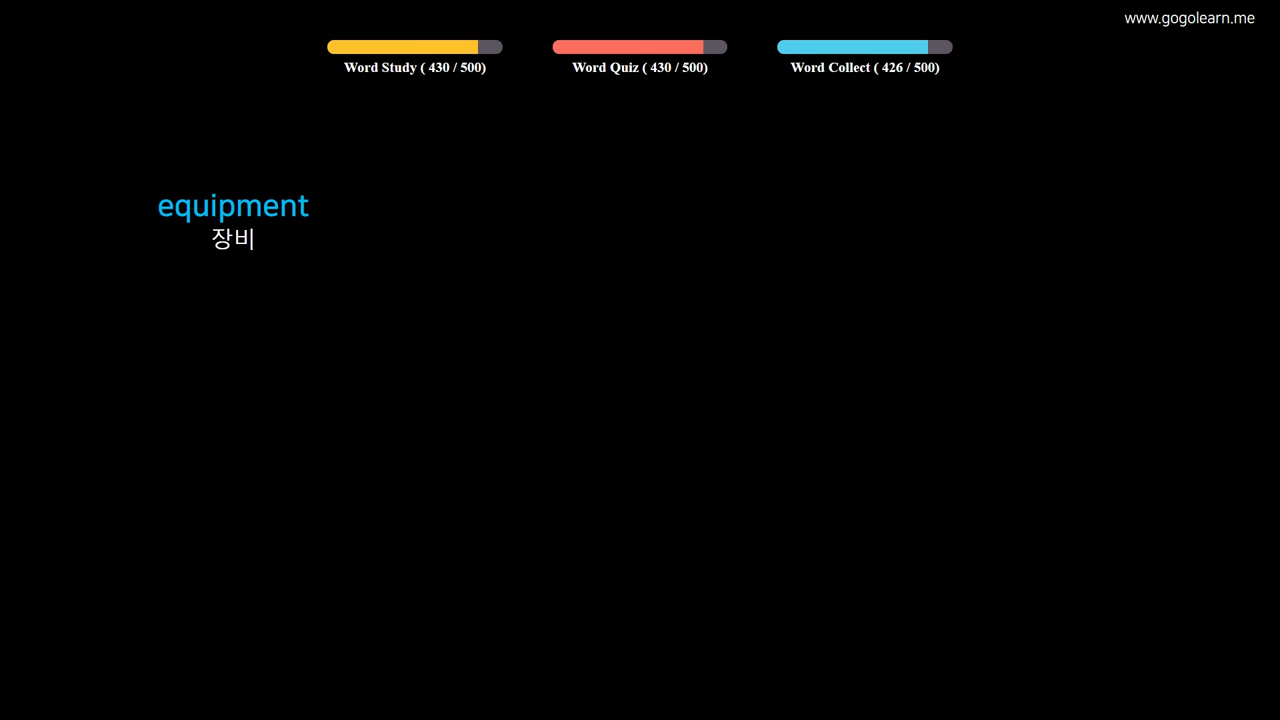 www.gogolearn.me
Word Study ( 430 / 500)
Word Quiz ( 430 / 500)
Word Collect ( 426 / 500)
equipment
장비